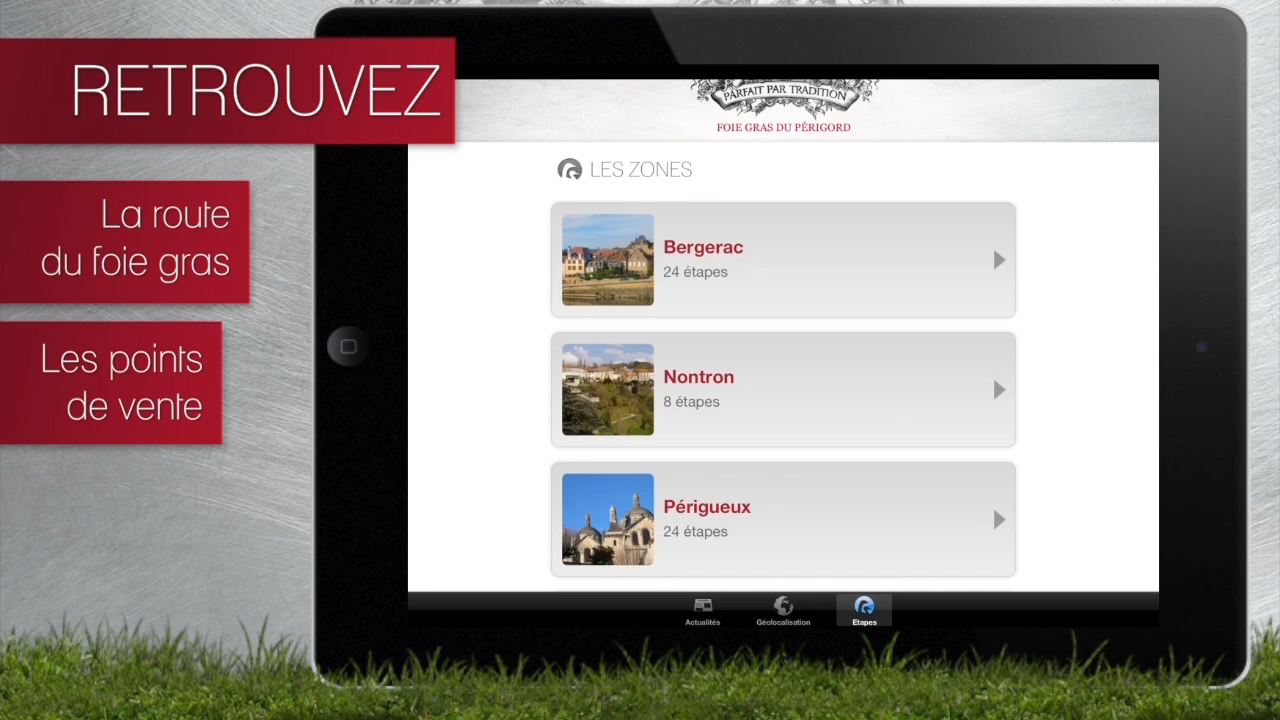 RETROUVEZ
La route
du foie gras
Les points
de vente
PARFAIT PAR TRADITION
FOIE GRAS DU PÉRIGORD
LES ZONES
Bergerac
24 étapes
Nontron
8 étapes
Périgueux
24 étapes
Actualités
Géolocalisation
Etapes